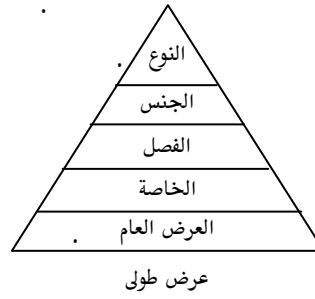 النوع
الجنس
الفصل
الخاصة
العرض العام
عرض طولى